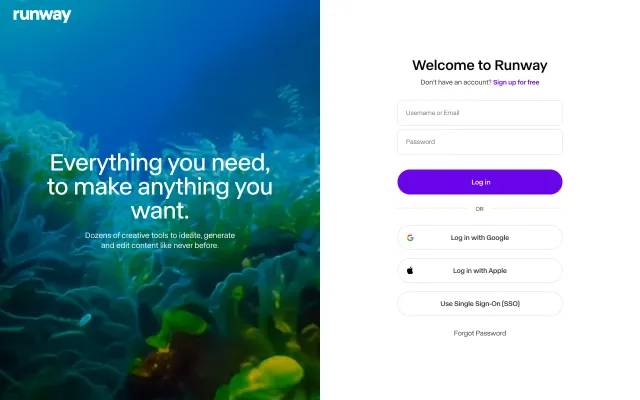 runway
Everything you need,
to make anything you
want.
Dozens of creative tools to ideate, generate
and edit content like never before.
Welcome to Runway
Don't have an account? Sign up for free
Username or Email
Password
Log in
OR
Log in with Google
Log in with Apple
Use Single Sign-On (SSO)
Forgot Password